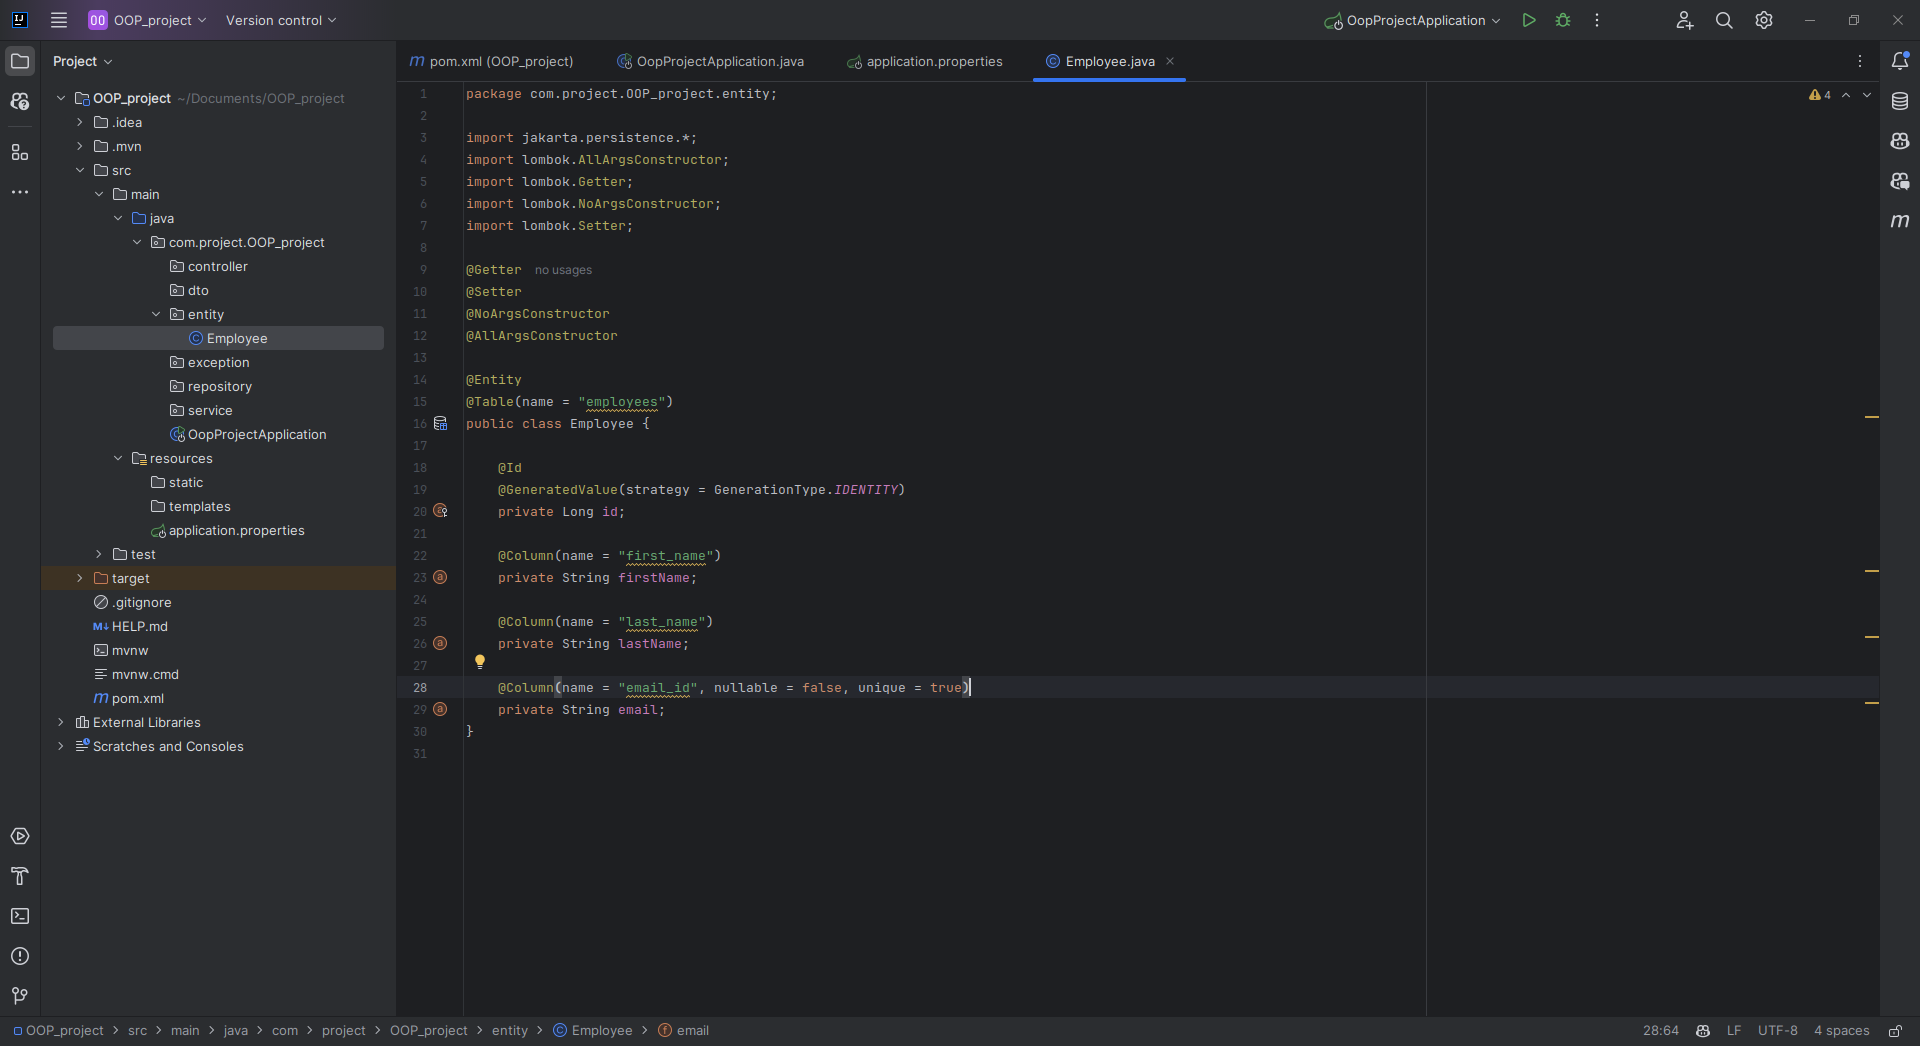 OO OOP_project Version control OopProjectApplication
Project
OOP_project ~/Documents/OOP_project
.idea
.mvn
src
main
java
com.project.OOP_project
controller
dto
entity
Employee
exception
repository
service
OopProjectApplication
resources
static
templates
application.properties
test
target
.gitignore
HELP.md
mvnw
mvnw.cmd
pom.xml
External Libraries
Scratches and Consoles
pom.xml (OOP_project) OopProjectApplication.java application.properties Employee.java
4
1 package com.project.OOP_project.entity;
2
3 import jakarta.persistence.*;
4 import lombok.AllArgsConstructor;
5 import lombok.Getter;
6 import lombok.NoArgsConstructor;
7 import lombok.Setter;
8
9 @Getter no usages
10 @Setter
11 @NoArgsConstructor
12 @AllArgsConstructor
13
14 @Entity
15 @Table(name = "employees")
16 public class Employee {
17
18 @Id
19 @GeneratedValue(strategy = GenerationType.IDENTITY)
20 private Long id;
21
22 @Column(name = "first_name")
23 private String firstName;
24
25 @Column(name = "last_name")
26 private String lastName;
27
28 @Column(name = "email_id", nullable = false, unique = true)
29 private String email;
30 }
31
OOP_project > src > main > java > com > project > OOP_project > entity > Employee > email 28:64 LF UTF-8 4 spaces